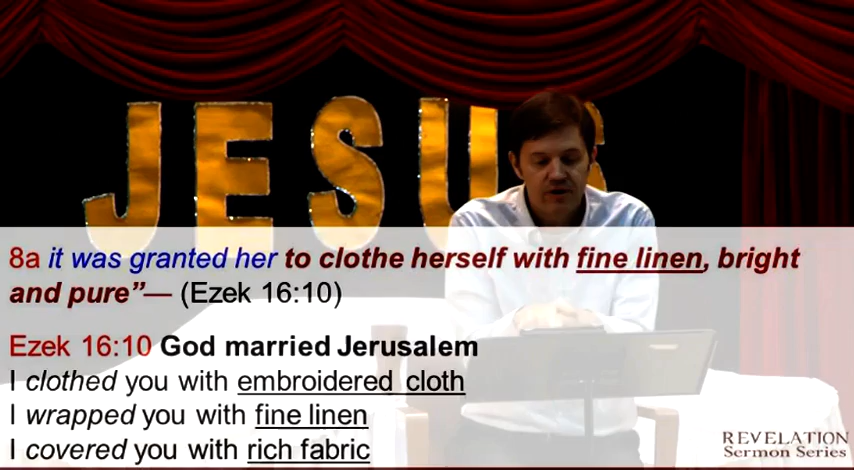 JESUS
8a it was granted her to clothe herself with fine linen, bright
and pure”— (Ezek 16:10)
Ezek 16:10 God married Jerusalem
I clothed you with embroidered cloth
I wrapped you with fine linen
I covered you with rich fabric
REVELATION
Sermon Series